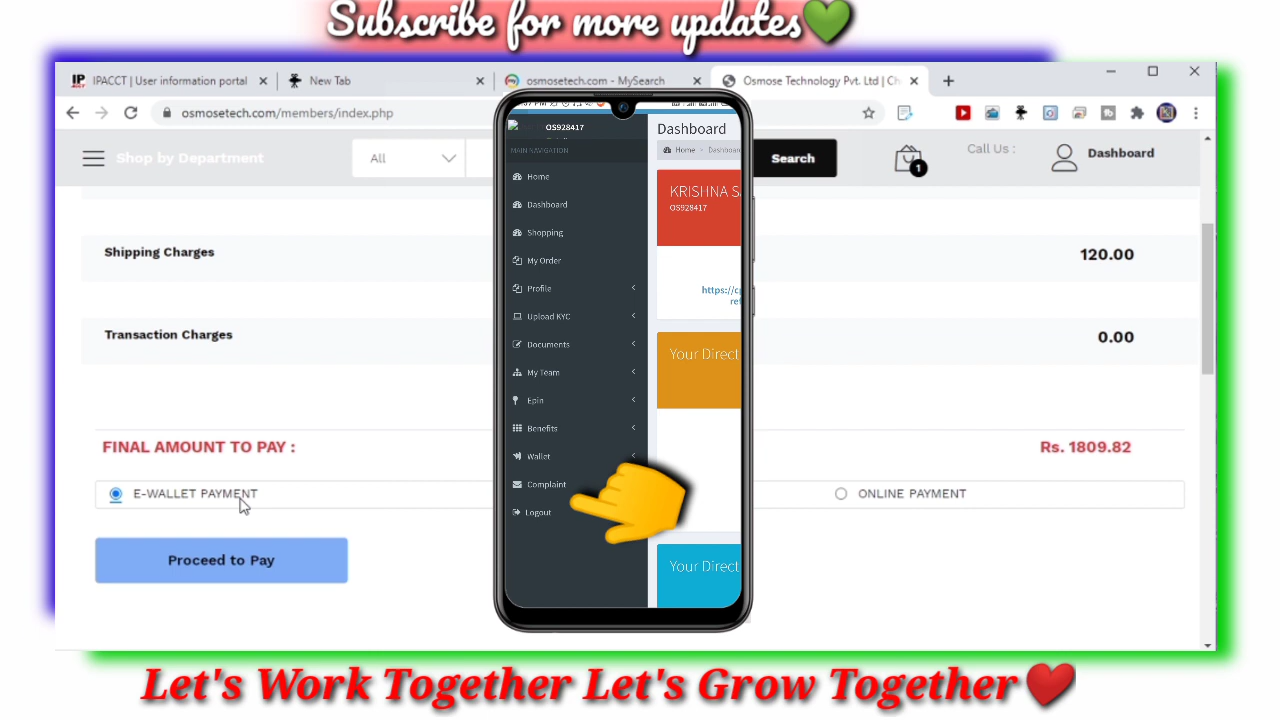 Subscribe for more updates💚
IPACCT | User information portal
New Tab
osmosetech.com - MySearch
Osmose Technology Pvt. Ltd | Ch
osmosetech.com/members/index.php
Shop by Department
All
Search
1
Call Us :
Dashboard
Shipping Charges
120.00
Transaction Charges
0.00
FINAL AMOUNT TO PAY :
Rs. 1809.82
E-WALLET PAYMENT
ONLINE PAYMENT
Proceed to Pay
OS928417
MAIN NAVIGATION
Home
Dashboard
Shopping
My Order
Profile
Upload KYC
Documents
My Team
Epin
Benefits
Wallet
Complaint
Logout
Dashboard
Home > Dashboard
KRISHNA S
OS928417
Your Direct
Your Direct
Let's Work Together Let's Grow Together❤️